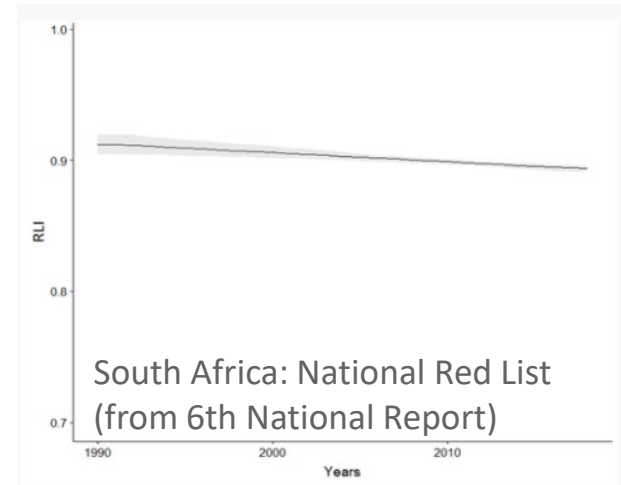 1.0
0.9
RLI
0.8
South Africa: National Red List
(from 6th National Report)
0.7
1990 2000 2010
Years